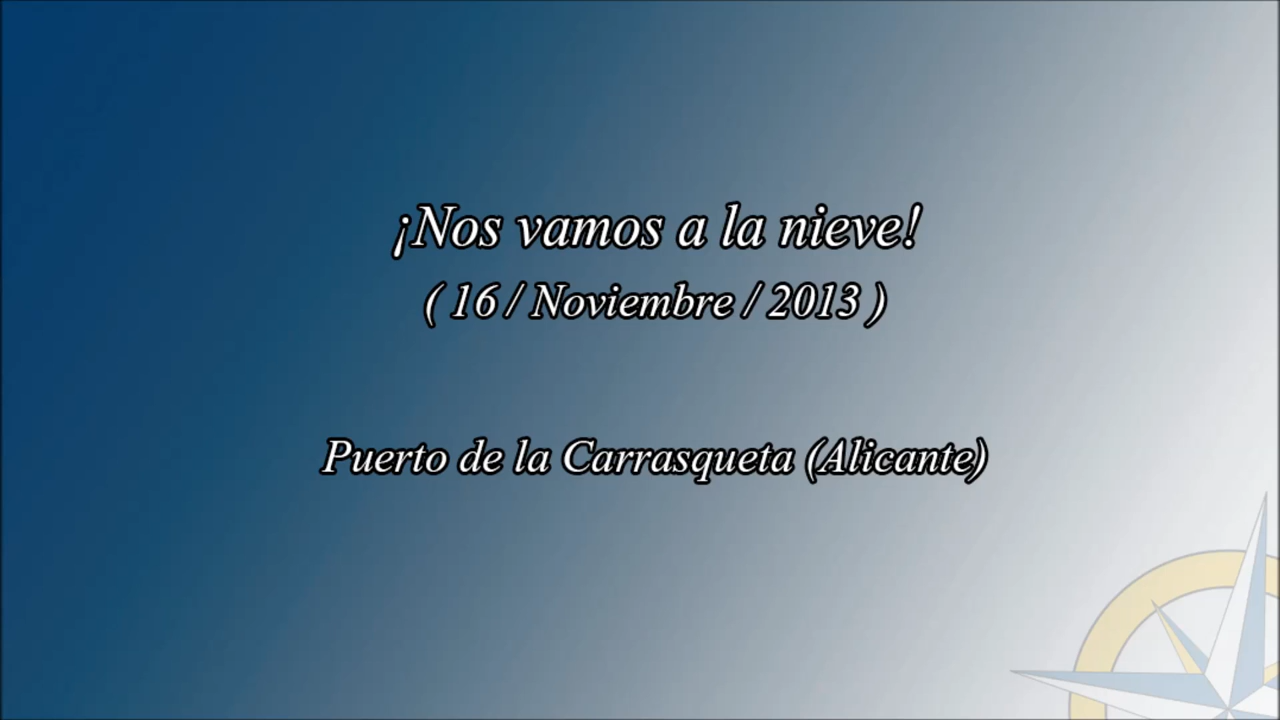 ¡Nos vamos a la nieve!
( 16 / Noviembre / 2013 )
Puerto de la Carrasqueta (Alicante)